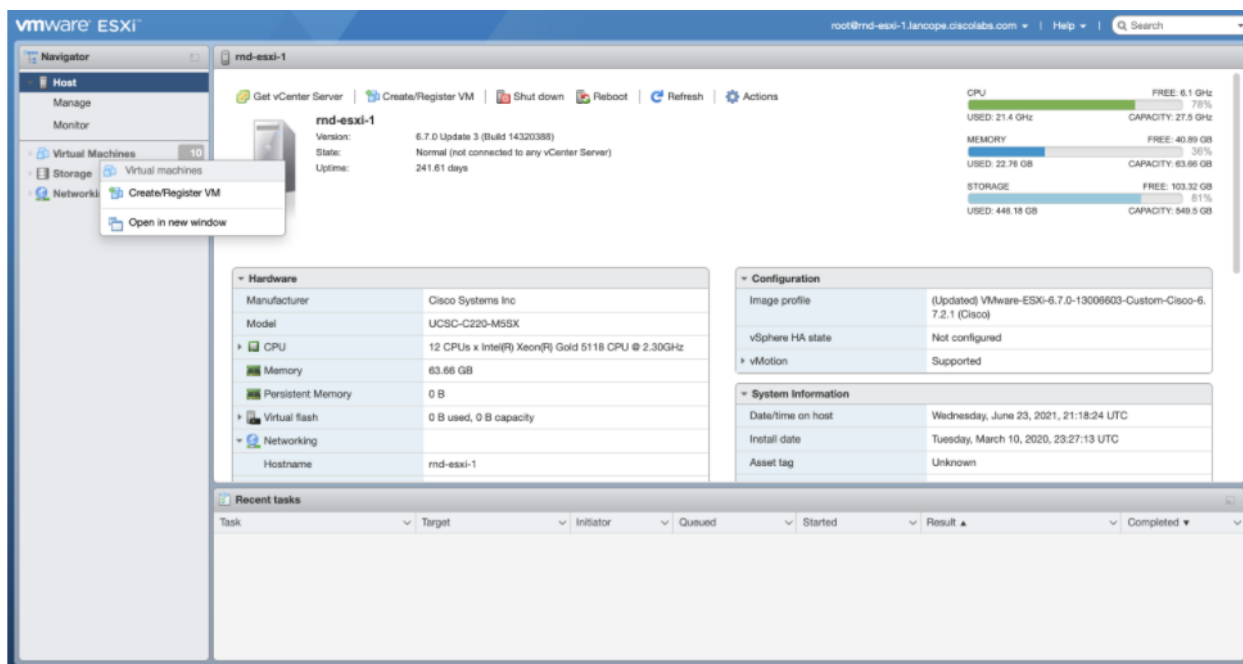 vmware ESXi™
root@rnd-esxi-1.lancope.ciscolabs.com
Help
Search
Navigator
Host
Manage
Monitor
Virtual Machines
10
Storage
Networki
Virtual machines
Create/Register VM
Open in new window
rnd-esxi-1
Get vCenter Server
Create/Register VM
Shut down
Reboot
Refresh
Actions
rnd-esxi-1
Version: 6.7.0 Update 3 (Build 14320388)
State: Normal (not connected to any vCenter Server)
Uptime: 241.61 days
CPU FREE: 6.1 GHz
78%
USED: 21.4 GHz CAPACITY: 27.5 GHz
MEMORY FREE: 40.89 GB
36%
USED: 22.76 GB CAPACITY: 63.66 GB
STORAGE FREE: 103.32 GB
81%
USED: 446.18 GB CAPACITY: 549.5 GB
Hardware
Manufacturer Cisco Systems Inc
Model UCSC-C220-M5SX
CPU 12 CPUs x Intel(R) Xeon(R) Gold 5118 CPU @ 2.30GHz
Memory 63.66 GB
Persistent Memory 0 B
Virtual flash 0 B used, 0 B capacity
Networking
Hostname rnd-esxi-1
Configuration
Image profile (Updated) VMware-ESXi-6.7.0-13006603-Custom-Cisco-6.
7.2.1 (Cisco)
vSphere HA state Not configured
vMotion Supported
System Information
Date/time on host Wednesday, June 23, 2021, 21:18:24 UTC
Install date Tuesday, March 10, 2020, 23:27:13 UTC
Asset tag Unknown
Recent tasks
Task Target Initiator Queued Started Result Completed